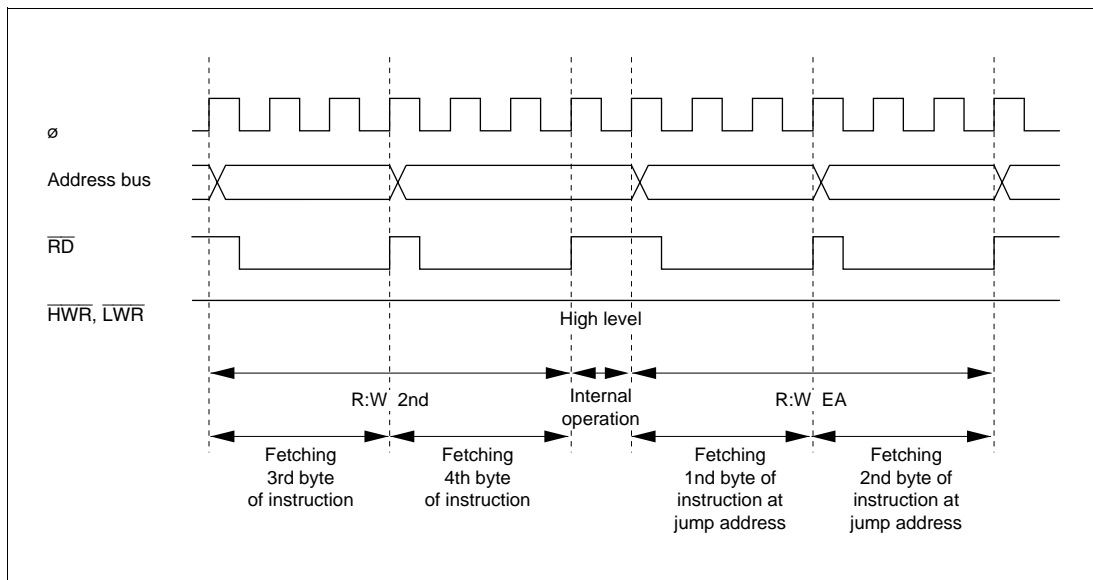 ø
Address bus
RD
HWR, LWR
High level
R:W 2nd
Internal
operation
R:W EA
Fetching
3rd byte
of instruction
Fetching
4th byte
of instruction
Fetching
1nd byte of
instruction at
jump address
Fetching
2nd byte of
instruction at
jump address